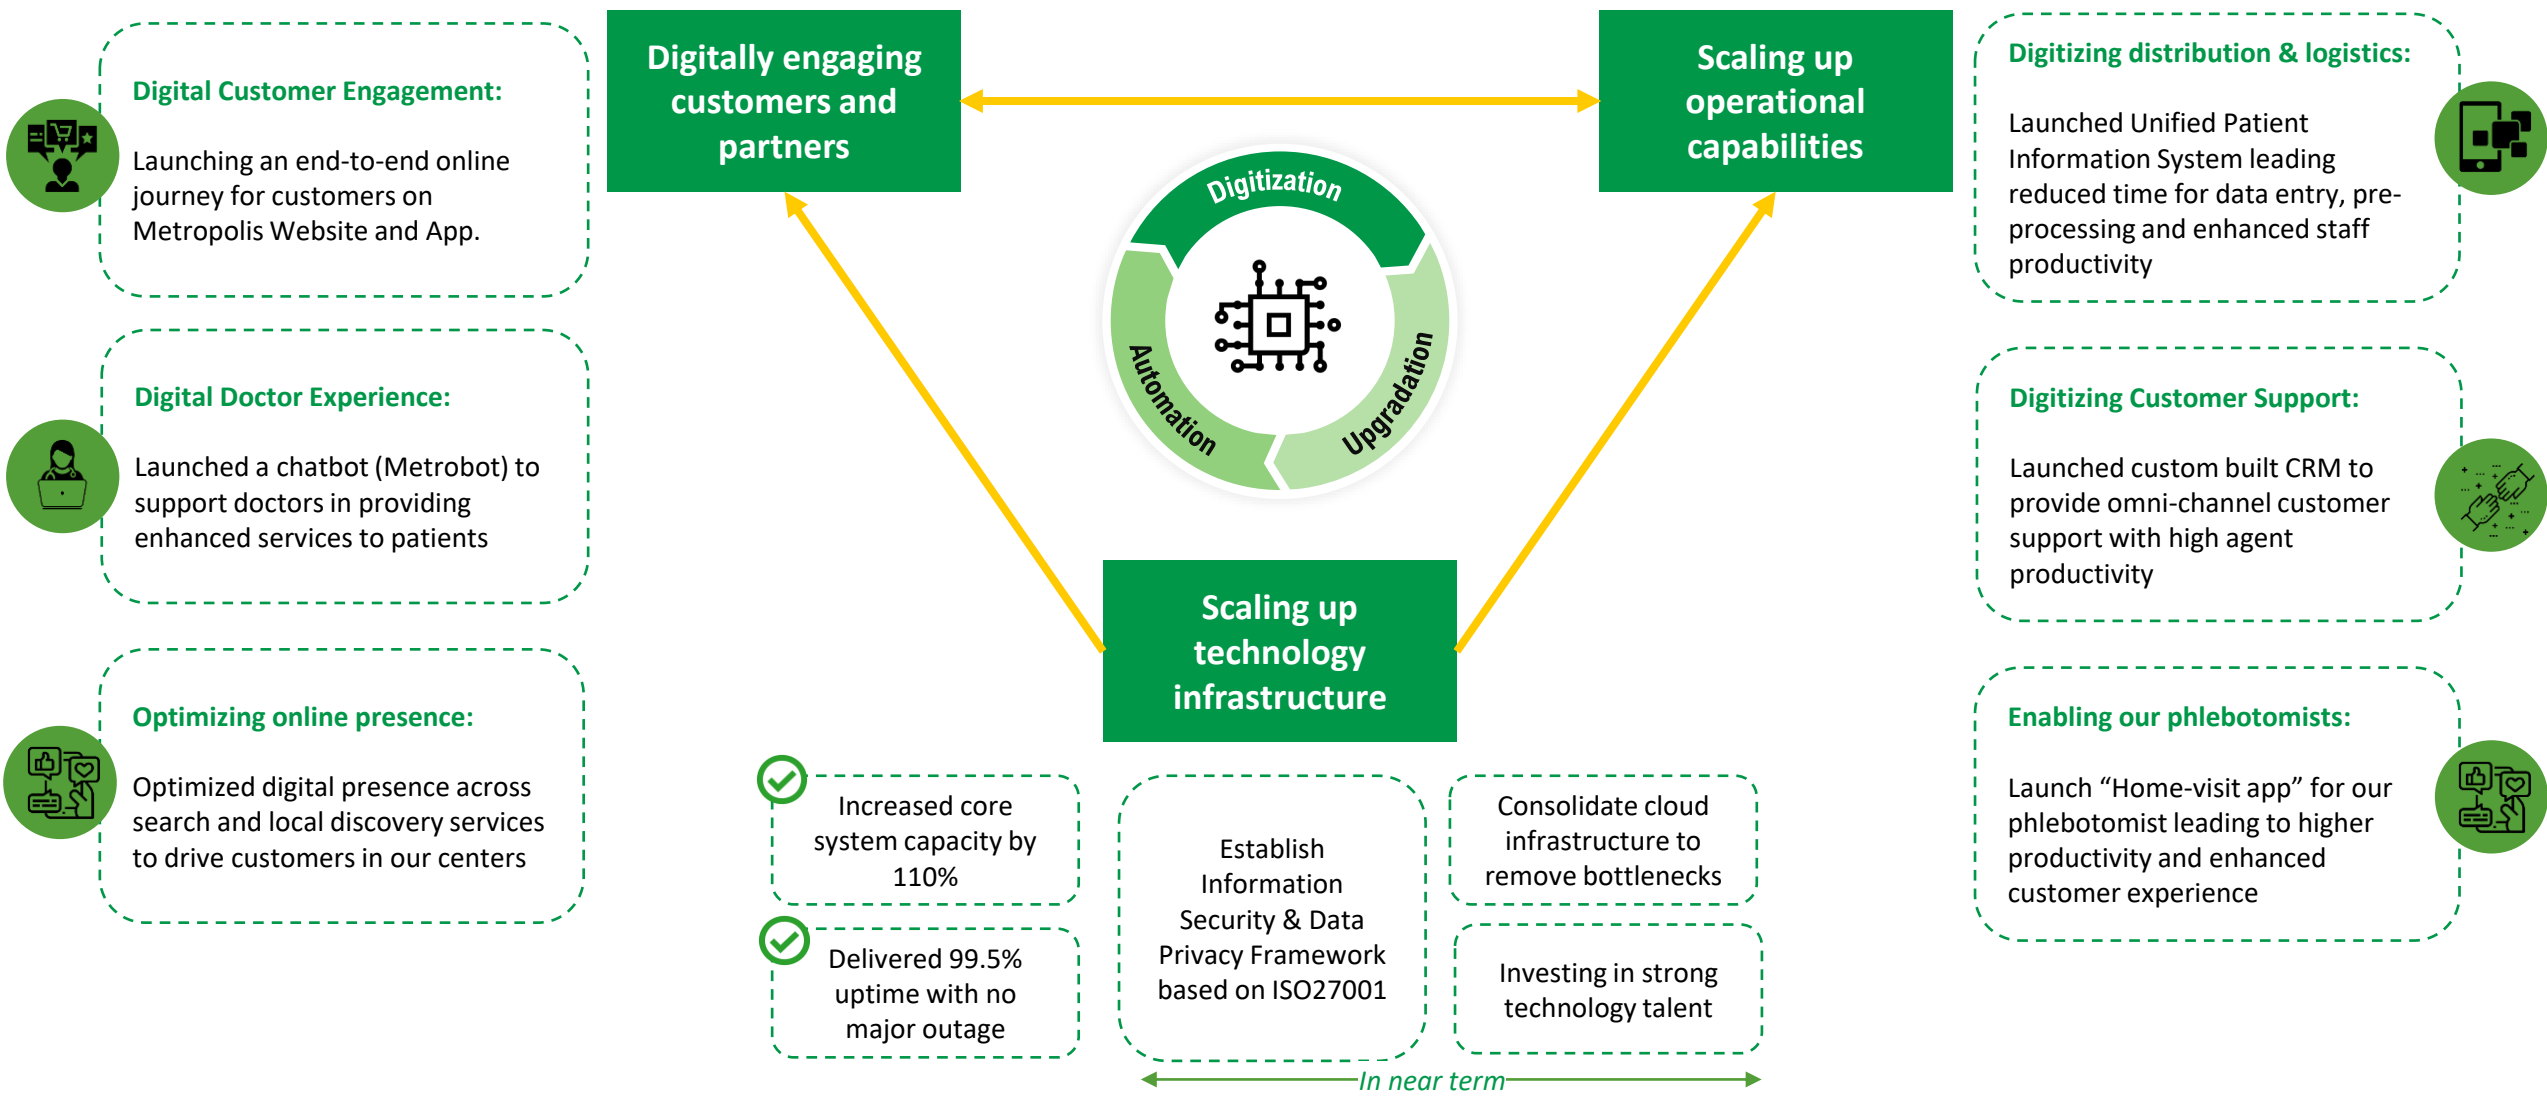 Digital Customer Engagement:
Launching an end-to-end online
journey for customers on
Metropolis Website and App.
Digital Doctor Experience:
Launched a chatbot (Metrobot) to
support doctors in providing
enhanced services to patients
Optimizing online presence:
Optimized digital presence across
search and local discovery services
to drive customers in our centers
Digitally engaging
customers and
partners
Scaling up
operational
capabilities
Digitization
Automation
Upgradation
Scaling up
technology
infrastructure
Increased core
system capacity by
110%
Delivered 99.5%
uptime with no
major outage
Establish
Information
Security & Data
Privacy Framework
based on ISO27001
Consolidate cloud
infrastructure to
remove bottlenecks
Investing in strong
technology talent
In near term
Digitizing distribution & logistics:
Launched Unified Patient
Information System leading
reduced time for data entry, pre-
processing and enhanced staff
productivity
Digitizing Customer Support:
Launched custom built CRM to
provide omni-channel customer
support with high agent
productivity
Enabling our phlebotomists:
Launch “Home-visit app” for our
phlebotomist leading to higher
productivity and enhanced
customer experience